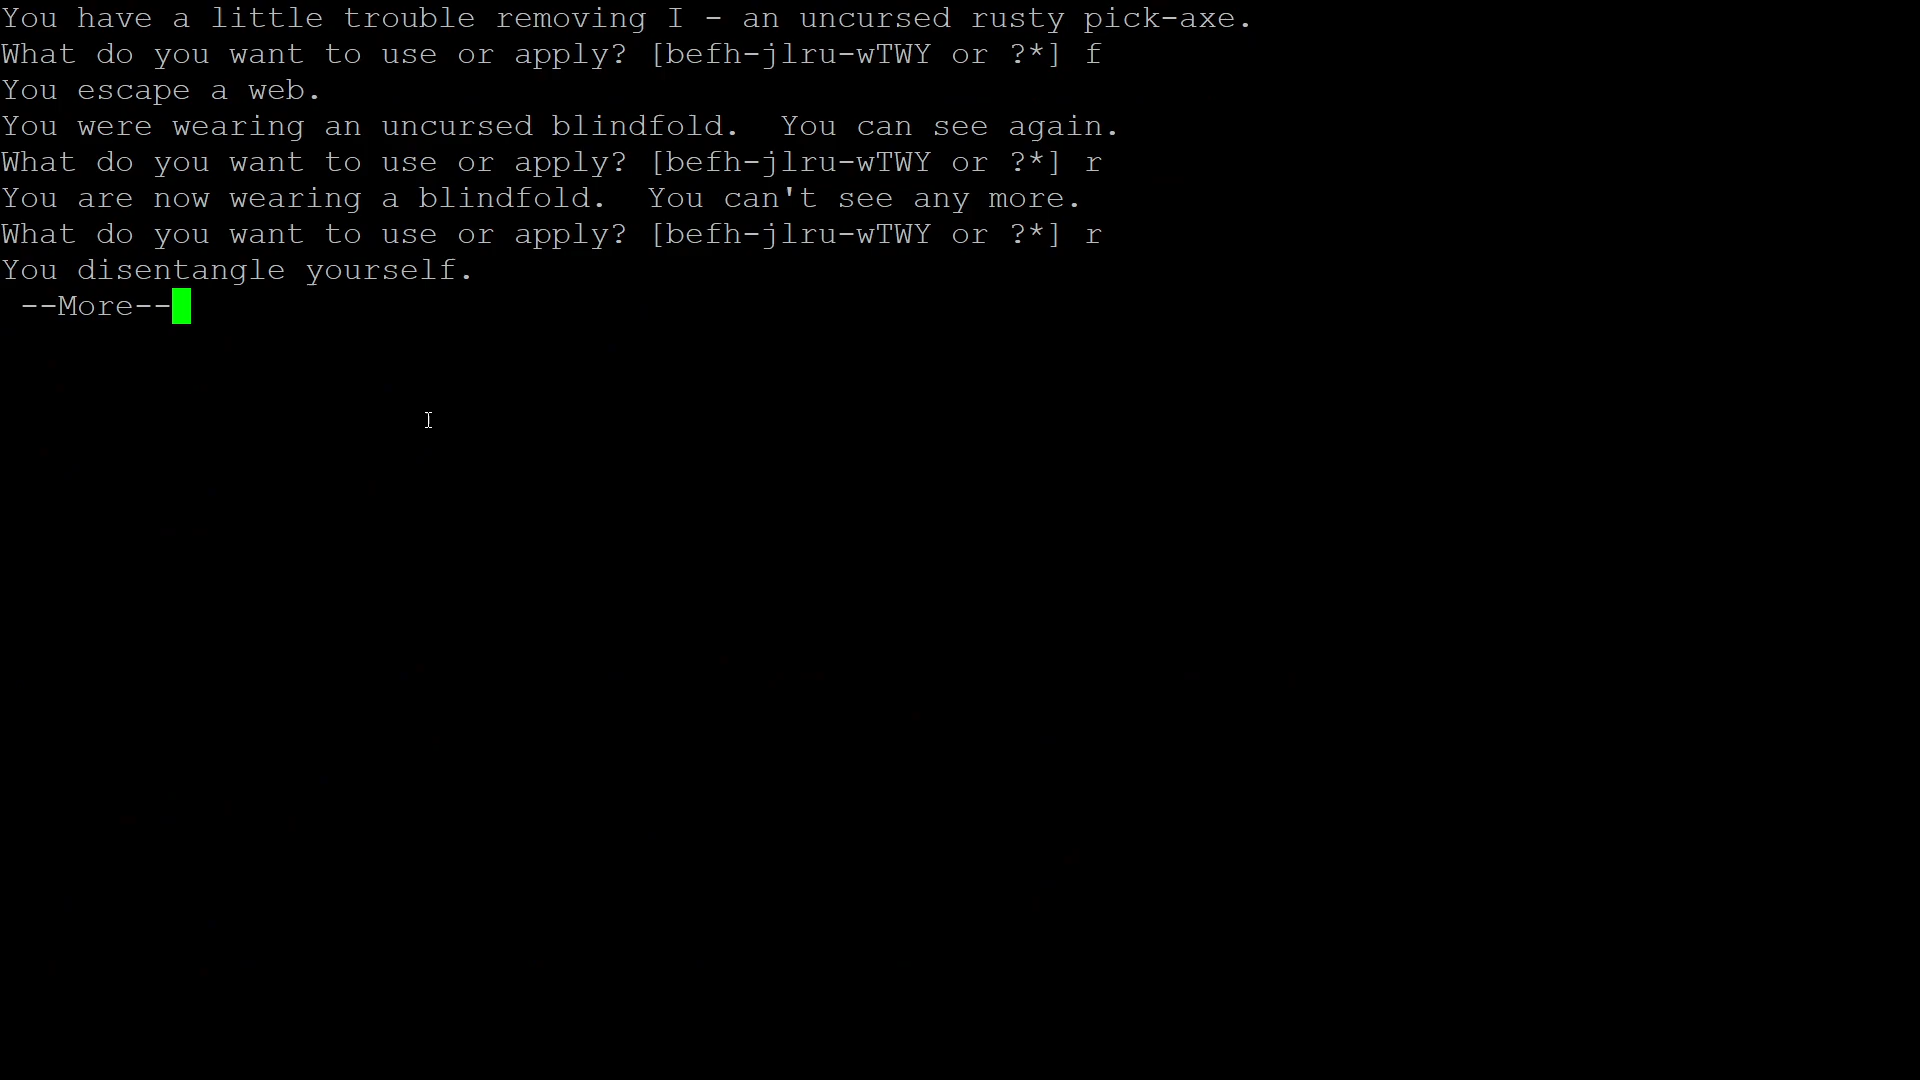 You have a little trouble removing I - an uncursed rusty pick-axe.
What do you want to use or apply? [befh-jlru-wTWY or ?*] f
You escape a web.
You were wearing an uncursed blindfold.  You can see again.
What do you want to use or apply? [befh-jlru-wTWY or ?*] r
You are now wearing a blindfold.  You can't see any more.
What do you want to use or apply? [befh-jlru-wTWY or ?*] r
You disentangle yourself.
--More--